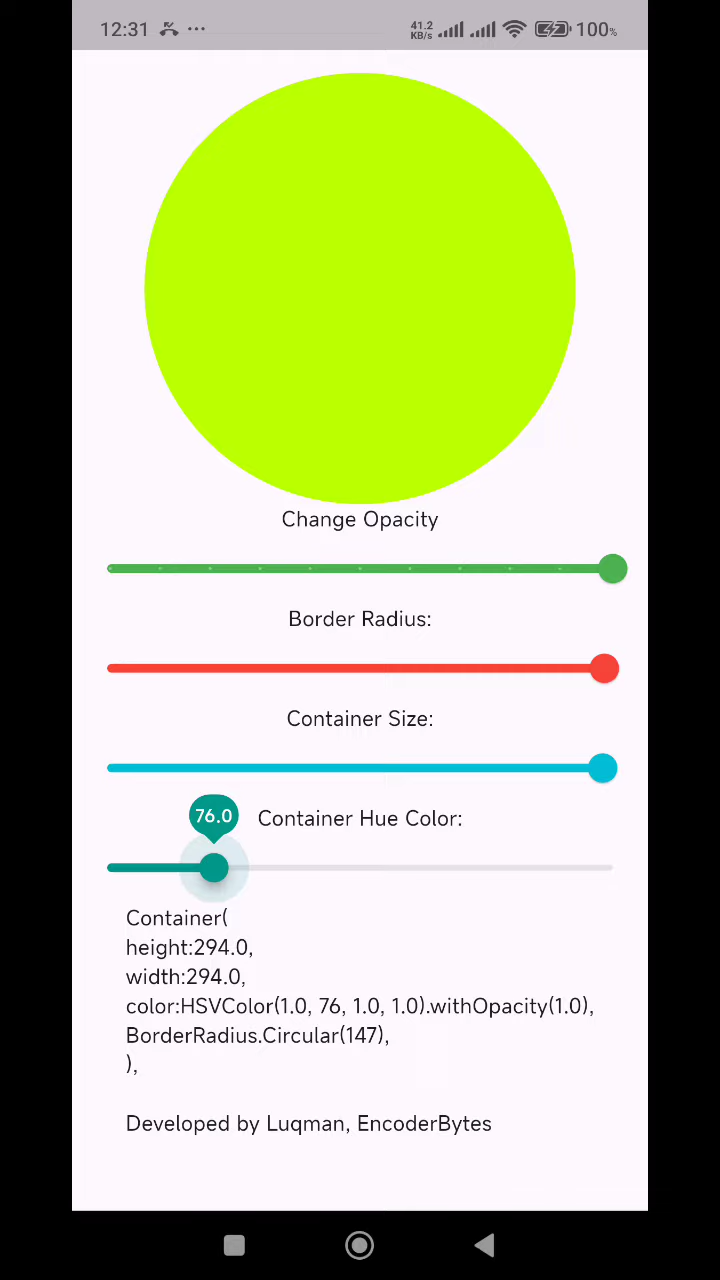 12:31 ... 41.2 KB/s 100%
Change Opacity
Border Radius:
Container Size:
76.0 Container Hue Color:
Container(
height:294.0,
width:294.0,
color:HSVColor(1.0, 76, 1.0, 1.0).withOpacity(1.0),
BorderRadius.Circular(147),
),
Developed by Luqman, EncoderBytes